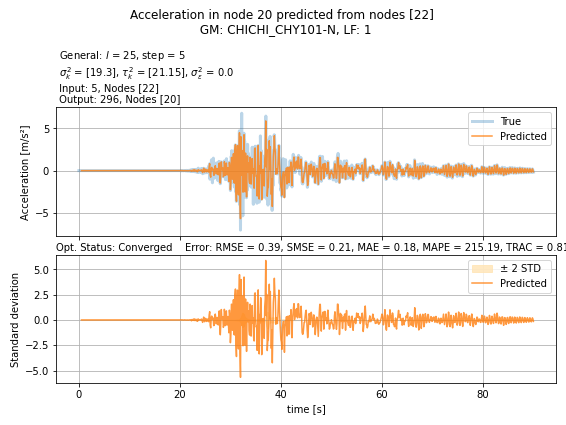 Acceleration in node 20 predicted from nodes [22]
GM: CHICHI_CHY101-N, LF: 1
General: l = 25, step = 5
σ²ₖ = [19.3], τ²ₖ = [21.15], σ²ε = 0.0
Input: 5, Nodes [22]
Output: 296, Nodes [20]
Acceleration [m/s²]
5
0
−5
True
Predicted
Opt. Status: Converged Error: RMSE = 0.39, SMSE = 0.21, MAE = 0.18, MAPE = 215.19, TRAC = 0.81
Standard deviation
5.0
2.5
0.0
−2.5
−5.0
± 2 STD
Predicted
0 20 40 60 80
time [s]